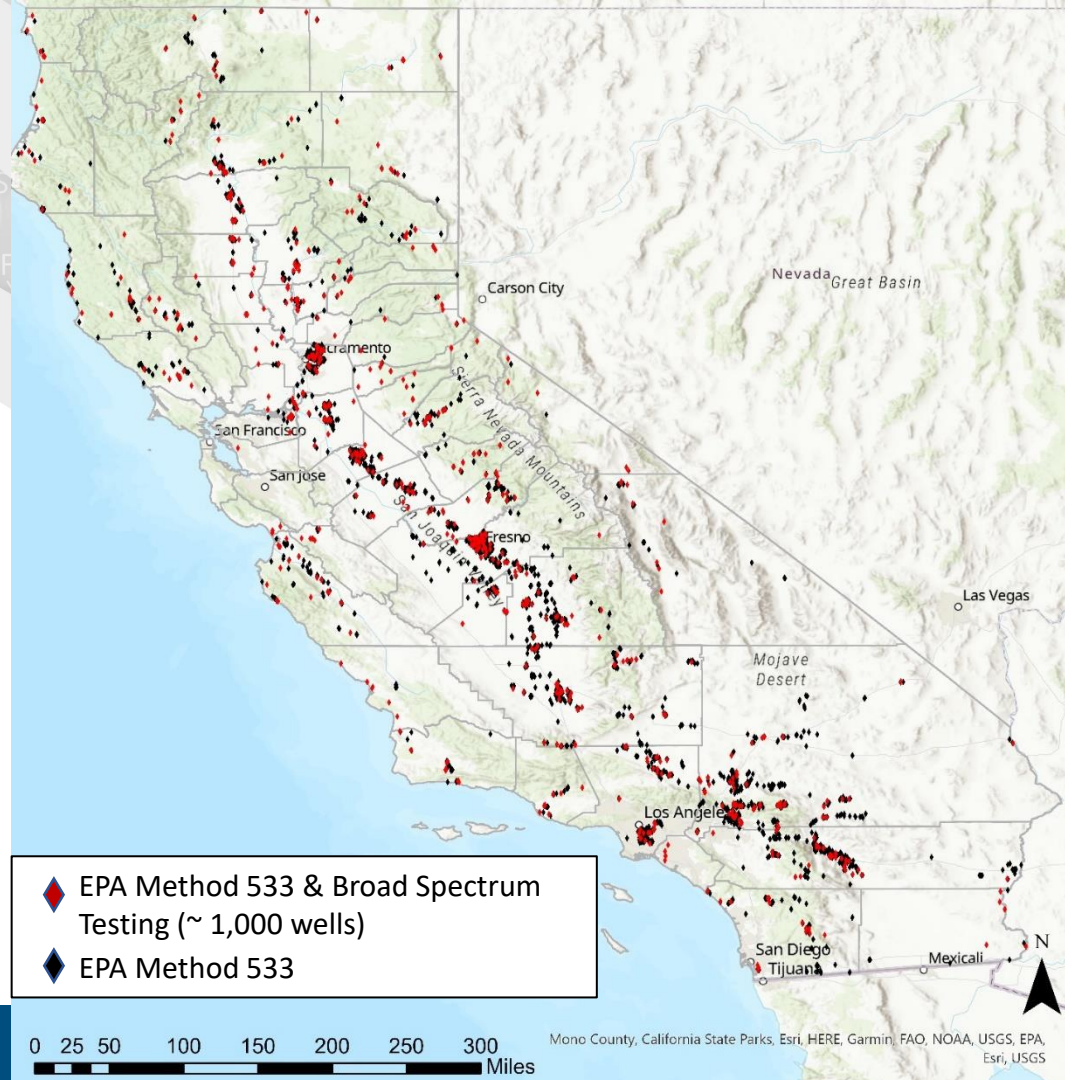 Carson City
Nevada
Great Basin
cramento
Sierra Nevada Mountains
San Francisco
San Jose
San Joaquin Valley
Fresno
Las Vegas
Mojave
Desert
Los Angele
San Diego
Tijuana
Mexicali
EPA Method 533 & Broad Spectrum
Testing (~ 1,000 wells)
EPA Method 533
N
0 25 50 100 150 200 250 300 Miles
Mono County, California State Parks, Esri, HERE, Garmin, FAO, NOAA, USGS, EPA,
Esri, USGS